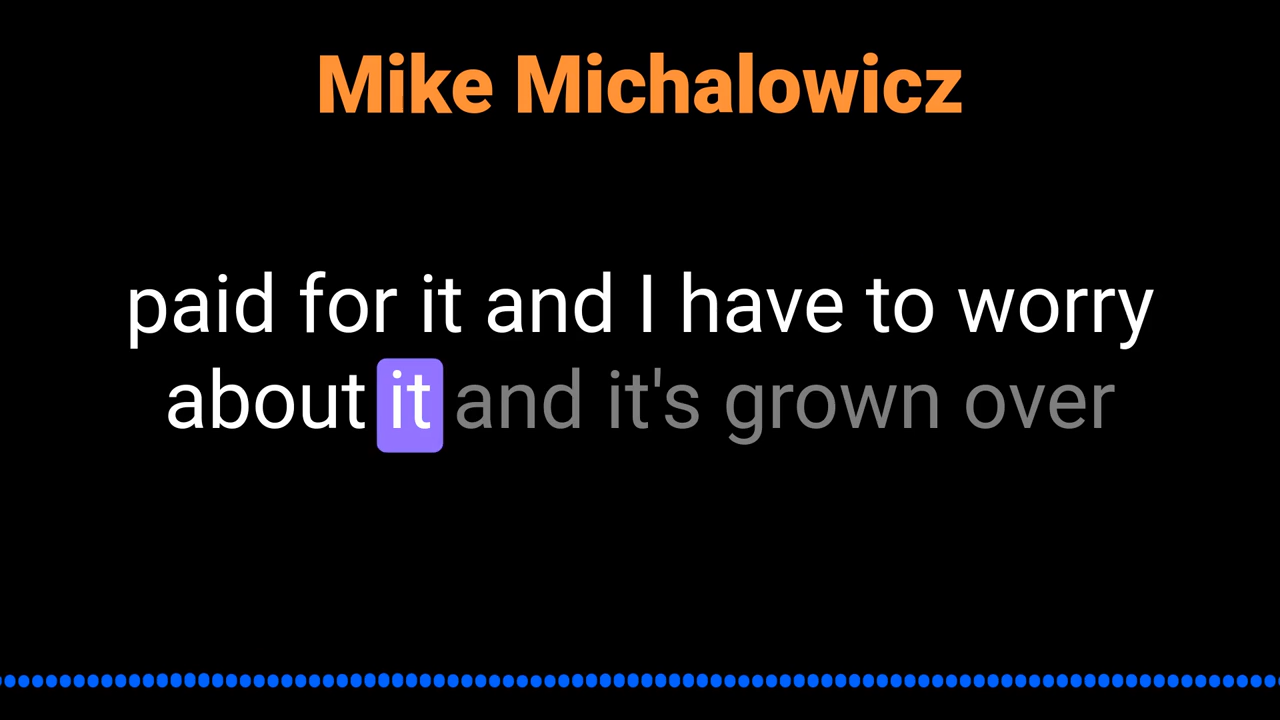 Mike Michalowicz
paid for it and I have to worry
about it and it's grown over